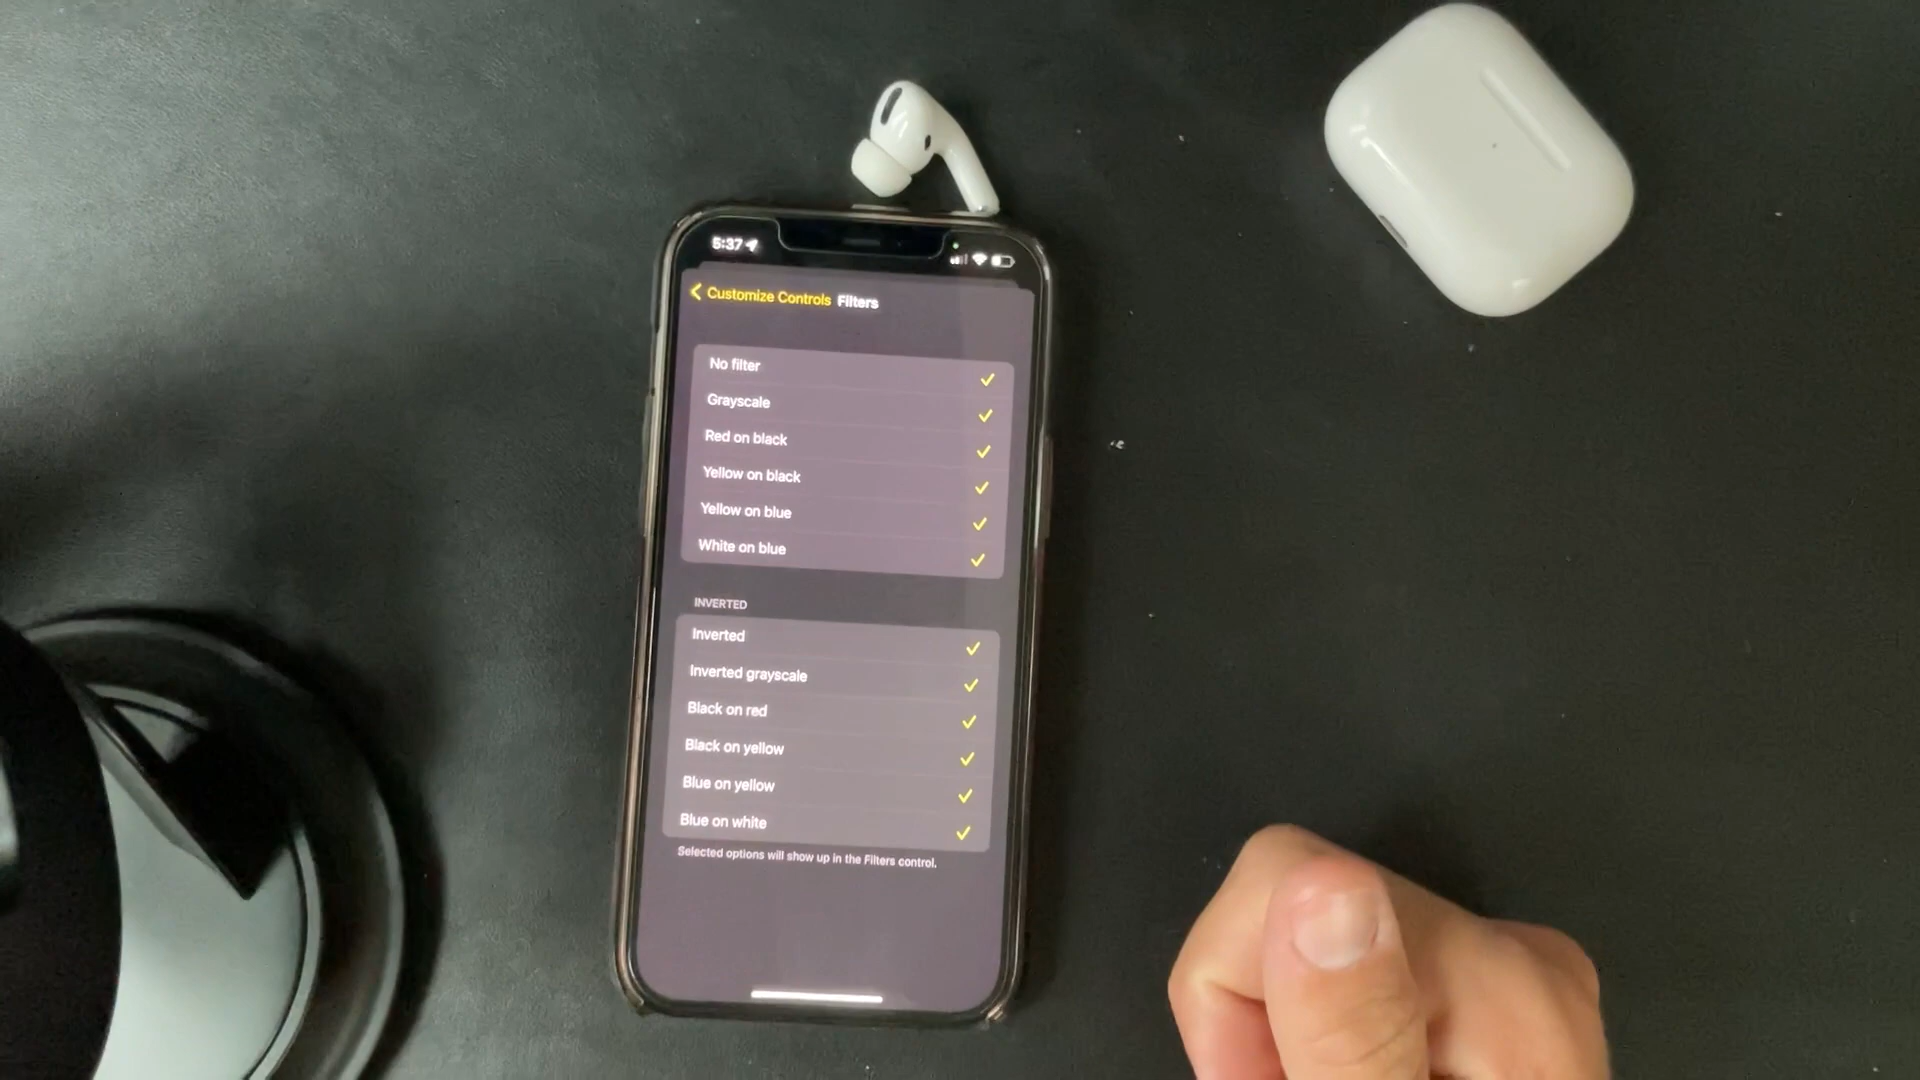 5:37
Customize Controls Filters
No filter
Grayscale
Red on black
Yellow on black
Yellow on blue
White on blue
INVERTED
Inverted
Inverted grayscale
Black on red
Black on yellow
Blue on yellow
Blue on white
Selected options will show up in the Filters control.